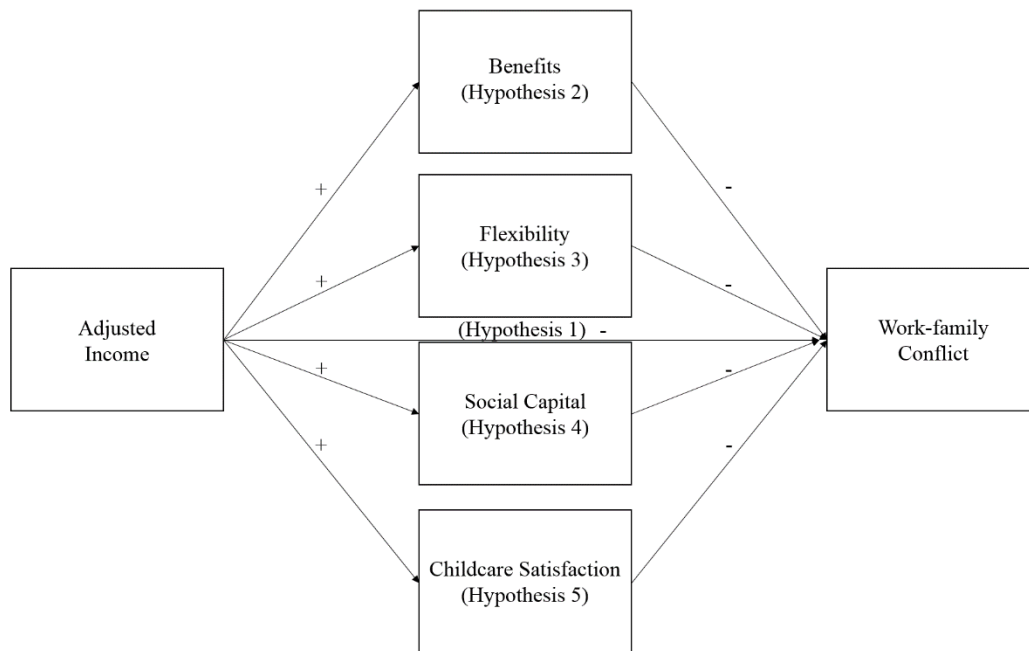 Benefits
(Hypothesis 2)
+
-
Flexibility
(Hypothesis 3)
+
-
Adjusted
Income
(Hypothesis 1) -
Work-family
Conflict
+
-
Social Capital
(Hypothesis 4)
+
-
Childcare Satisfaction
(Hypothesis 5)